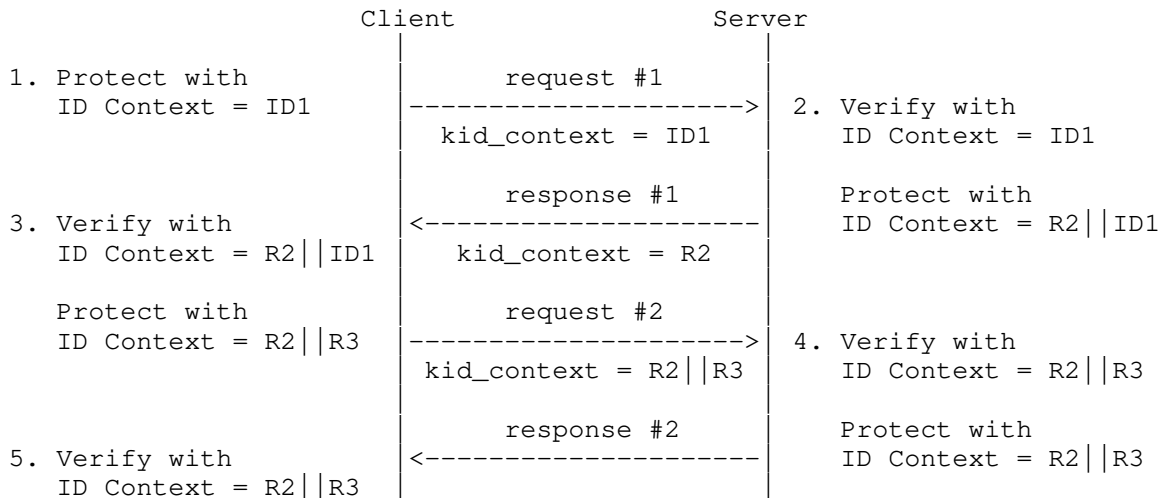 Client Server
1. Protect with request #1
ID Context = ID1 2. Verify with
kid_context = ID1 ID Context = ID1
response #1 Protect with
3. Verify with ID Context = R2||ID1
ID Context = R2||ID1 kid_context = R2
Protect with request #2
ID Context = R2||R3 4. Verify with
kid_context = R2||R3 ID Context = R2||R3
response #2 Protect with
5. Verify with ID Context = R2||R3
ID Context = R2||R3